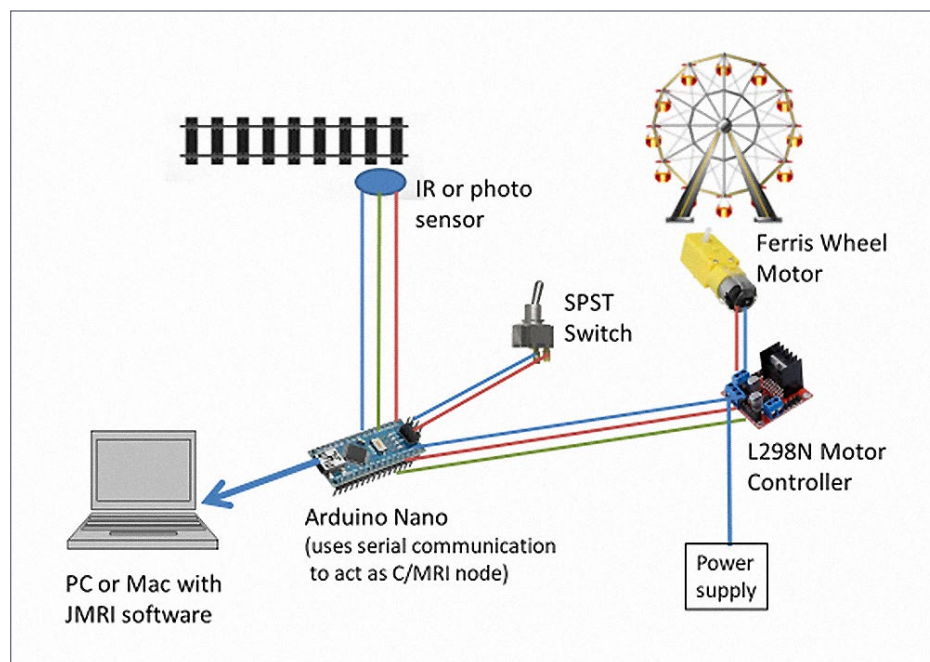 IR or photo
sensor
Ferris Wheel
Motor
SPST
Switch
L298N Motor
Controller
Arduino Nano
(uses serial communication
to act as C/MRI node)
Power
supply
PC or Mac with
JMRI software